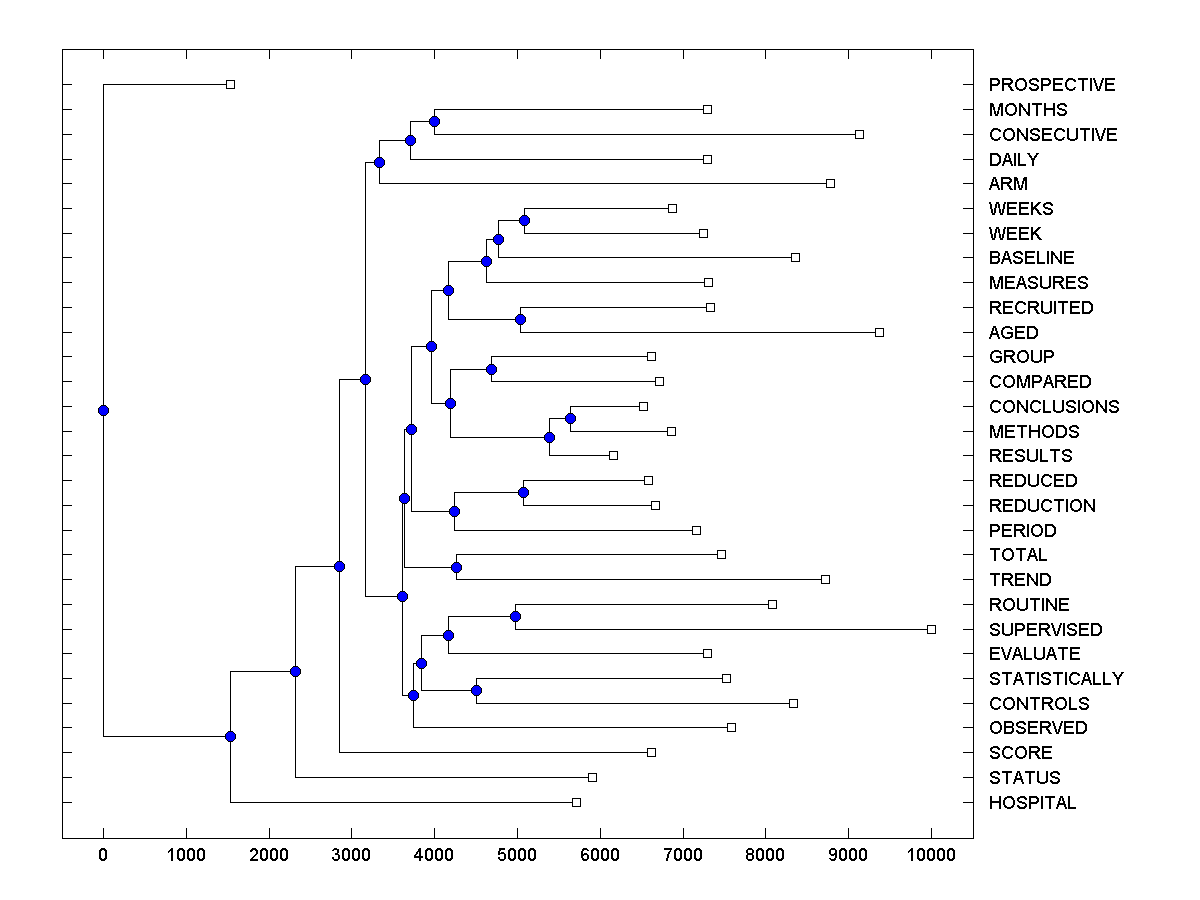 PROSPECTIVE
MONTHS
CONSECUTIVE
DAILY
ARM
WEEKS
WEEK
BASELINE
MEASURES
RECRUITED
AGED
GROUP
COMPARED
CONCLUSIONS
METHODS
RESULTS
REDUCED
REDUCTION
PERIOD
TOTAL
TREND
ROUTINE
SUPERVISED
EVALUATE
STATISTICALLY
CONTROLS
OBSERVED
SCORE
STATUS
HOSPITAL
0 1000 2000 3000 4000 5000 6000 7000 8000 9000 10000